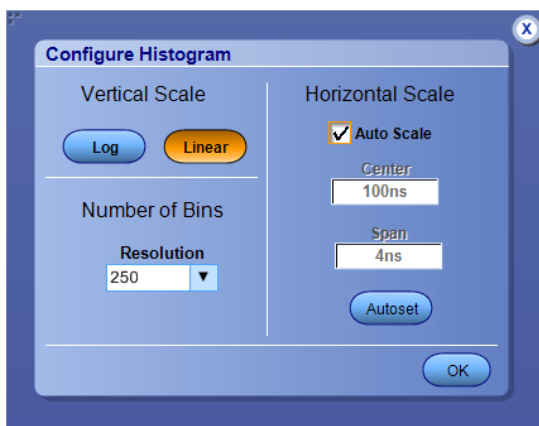 X
Configure Histogram
Vertical Scale
Log
Linear
Number of Bins
Resolution
250
Horizontal Scale
Auto Scale
Center
100ns
Span
4ns
Autoset
OK